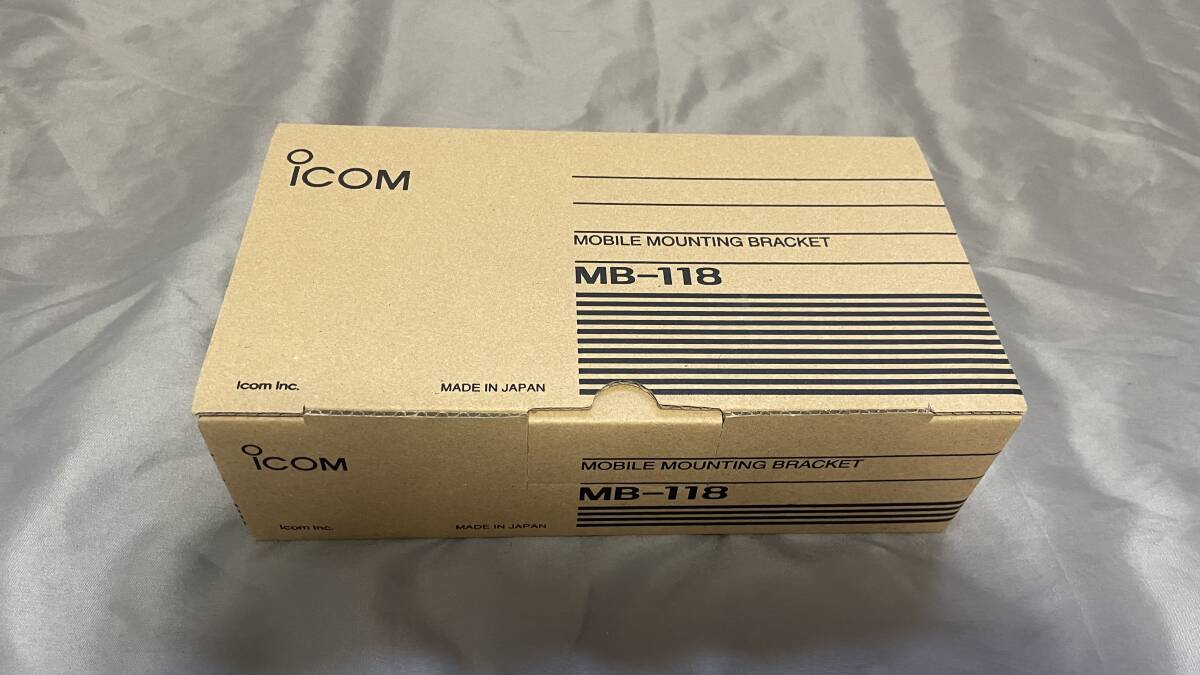 ICOM
MOBILE MOUNTING BRACKET
MB-118
Icom Inc.
MADE IN JAPAN
ICOM
MOBILE MOUNTING BRACKET
MB-118
Icom Inc.
MADE IN JAPAN